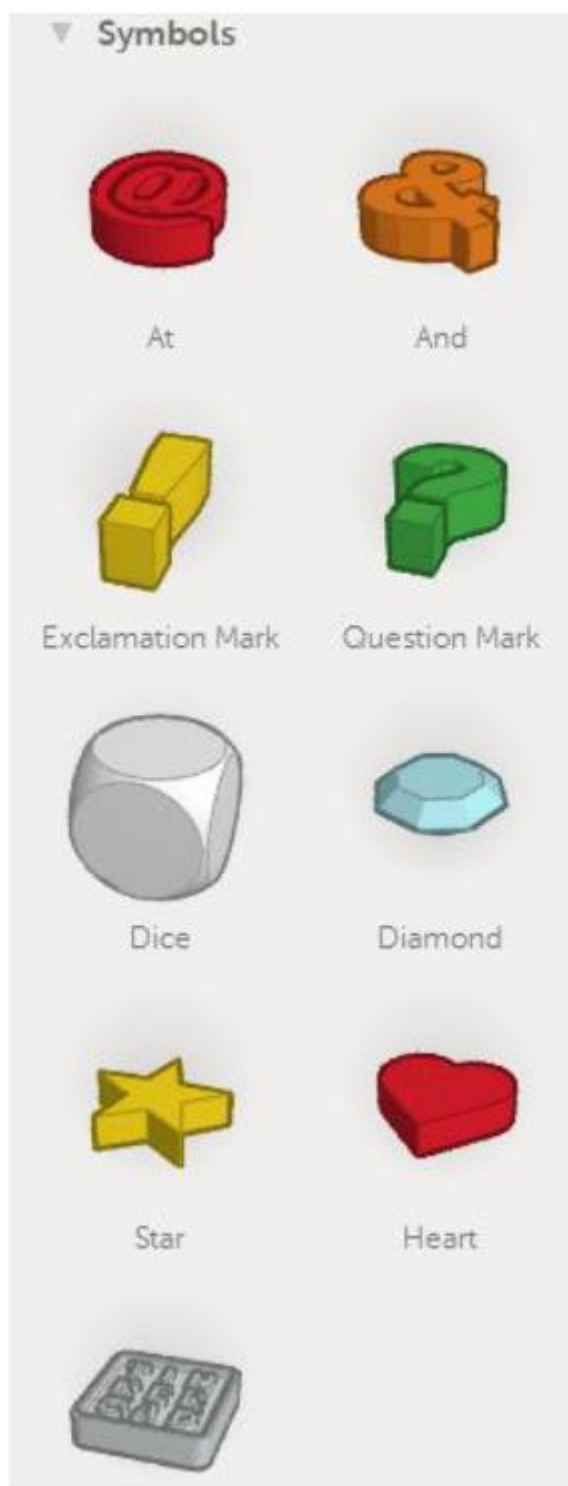 Symbols
@ &
At And
! ?
Exclamation Mark Question Mark
Dice Diamond
Star Heart